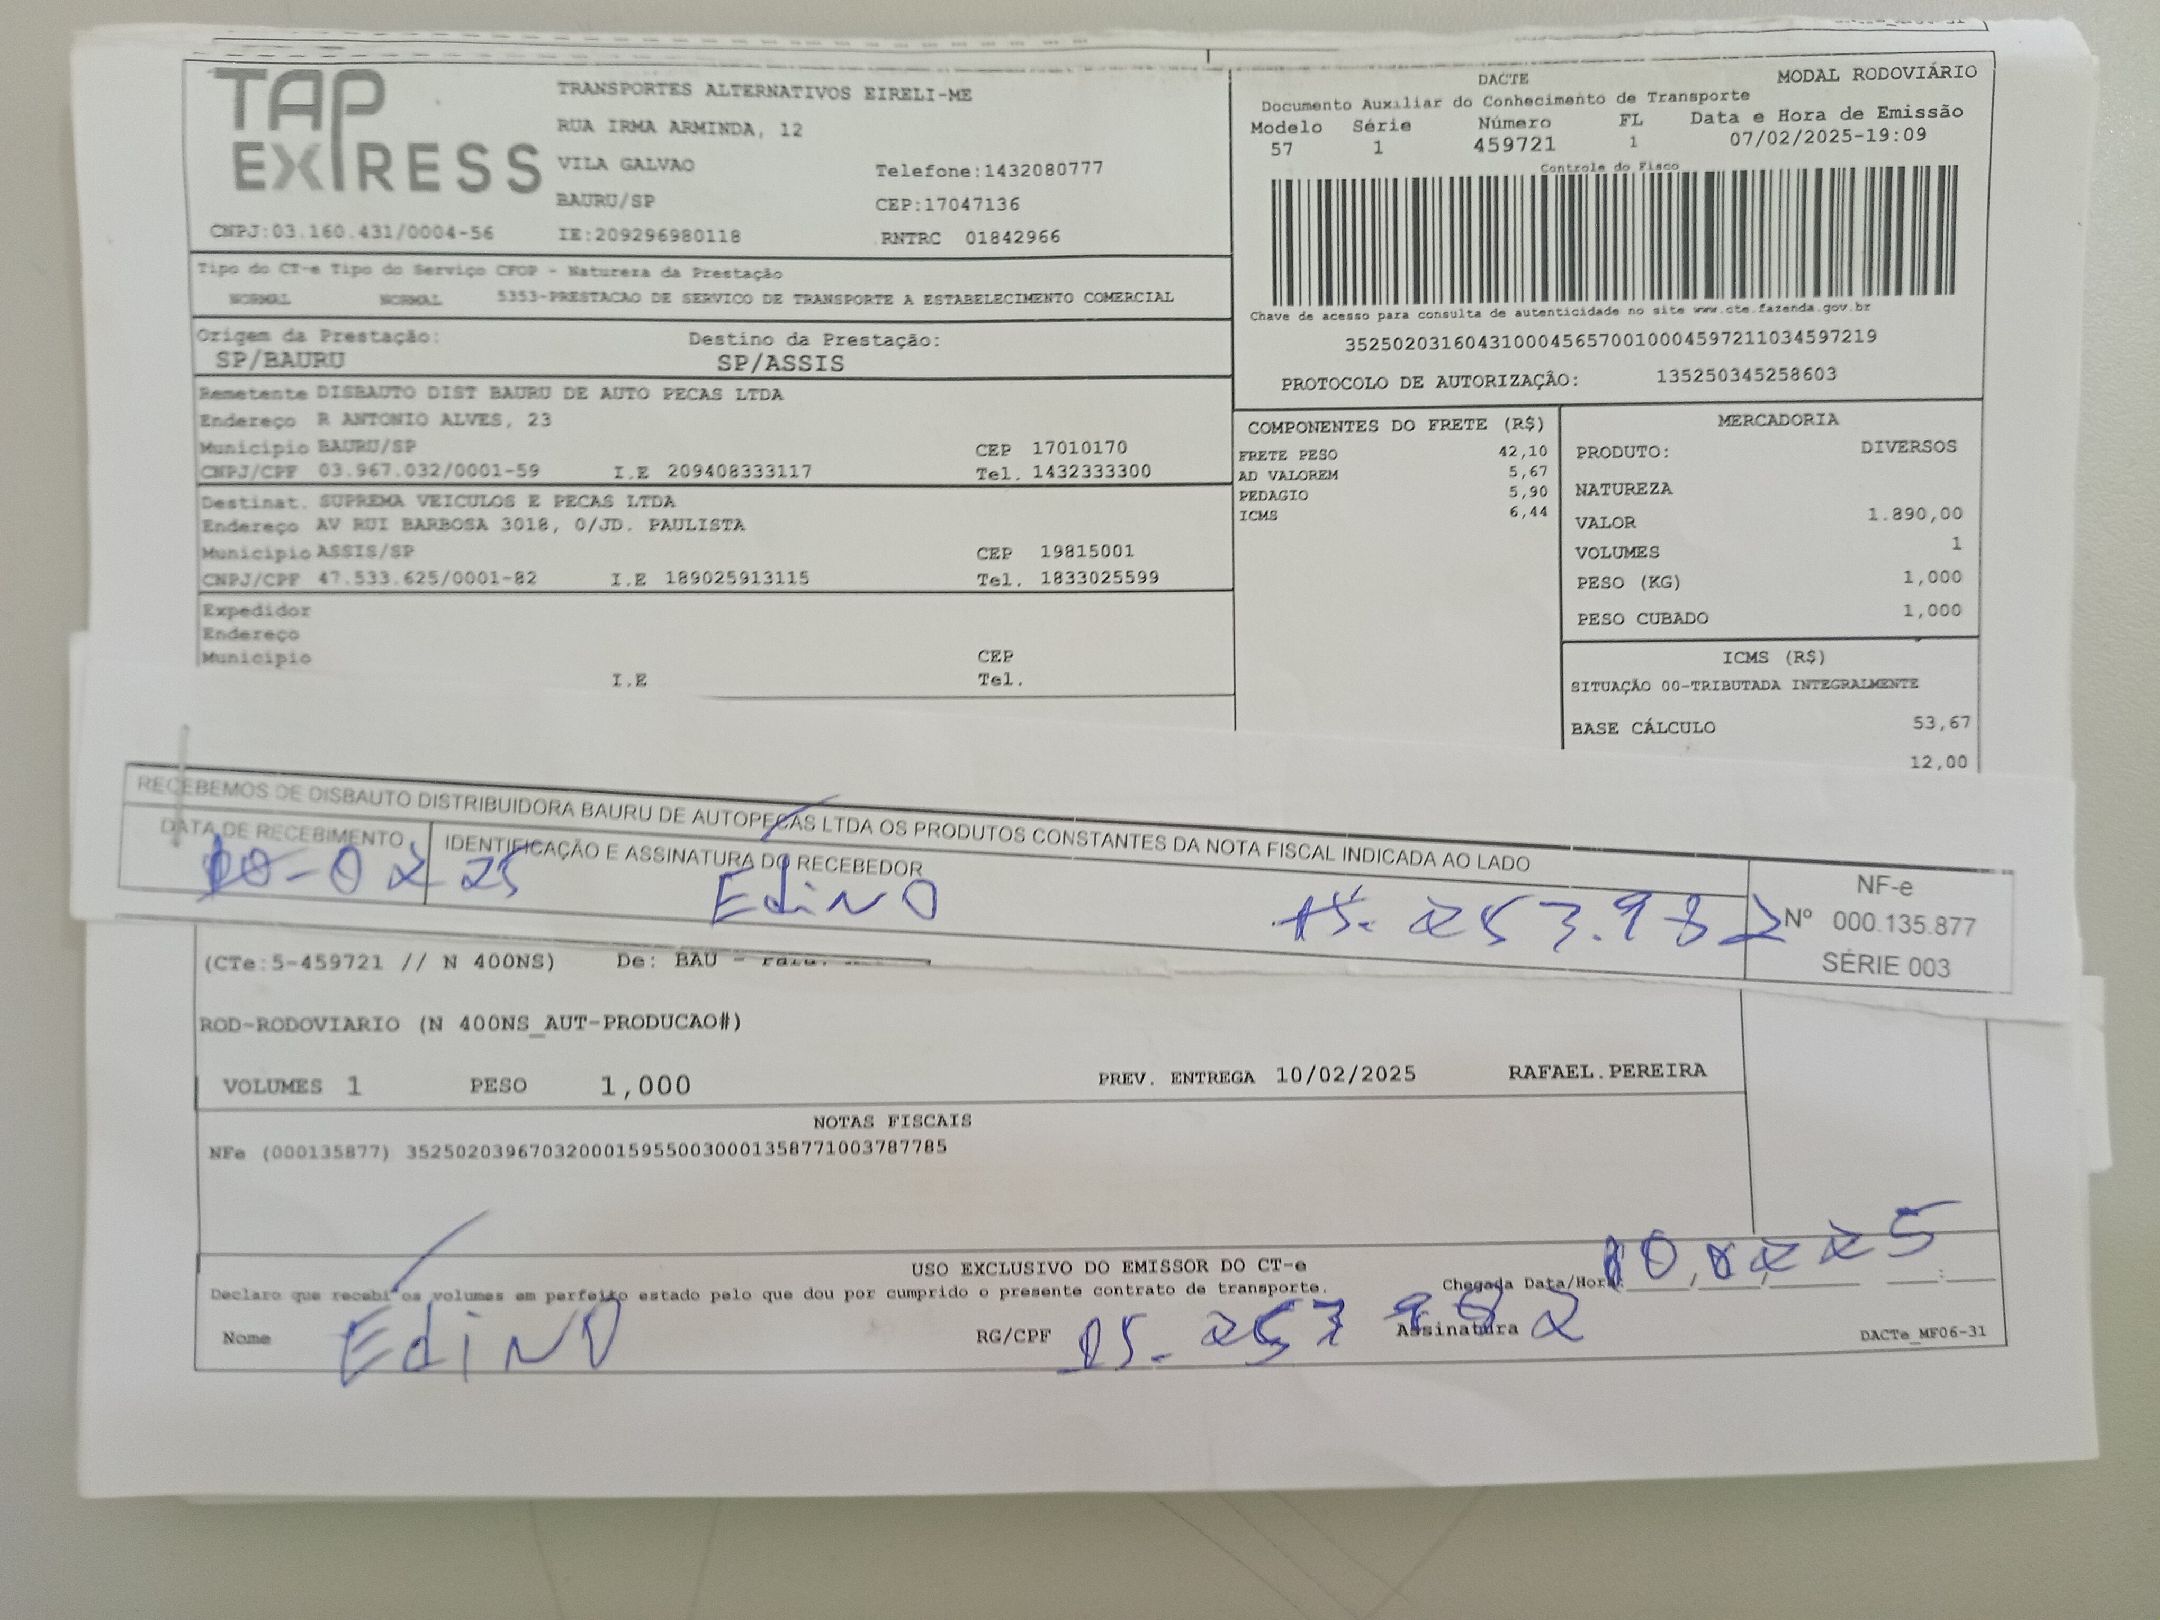 TAP EXPRESS
TRANSPORTES ALTERNATIVOS EIRELI-ME
RUA IRMA ARMINDA, 12
VILA GALVAO Telefone:1432080777
BAURU/SP CEP:17047136
CNPJ:03.160.431/0004-56 IE:209296980118 RNTRC 01842966
DACTE MODAL RODOVIÁRIO
Documento Auxiliar do Conhecimento de Transporte
Modelo Série Número FL Data e Hora de Emissão
57 1 459721 1 07/02/2025-19:09
Controle do Fisco
Chave de acesso para consulta de autenticidade no site www.cte.fazenda.gov.br
35250203160431000456570010004597211034597219
PROTOCOLO DE AUTORIZAÇÃO: 135250345258603
Tipo do CT-e Tipo do Serviço CFOP - Natureza da Prestação
NORMAL NORMAL 5353-PRESTACAO DE SERVICO DE TRANSPORTE A ESTABELECIMENTO COMERCIAL
Origem da Prestação: Destino da Prestação:
SP/BAURU SP/ASSIS
Remetente DISBAUTO DIST BAURU DE AUTO PECAS LTDA
Endereço R ANTONIO ALVES, 23
Municipio BAURU/SP CEP 17010170
CNPJ/CPF 03.967.032/0001-59 I.E 209408333117 Tel. 1432333300
Destinat. SUPREMA VEICULOS E PECAS LTDA
Endereço AV RUI BARBOSA 3018, 0/JD. PAULISTA
Municipio ASSIS/SP CEP 19815001
CNPJ/CPF 47.533.625/0001-82 I.E 189025913115 Tel. 1833025599
Expedidor
Endereço
Municipio CEP
I.E Tel.
COMPONENTES DO FRETE (R$)
FRETE PESO 42,10
AD VALOREM 5,67
PEDAGIO 5,90
ICMS 6,44
MERCADORIA
PRODUTO: DIVERSOS
NATUREZA
VALOR 1.890,00
VOLUMES 1
PESO (KG) 1,000
PESO CUBADO 1,000
ICMS (R$)
SITUAÇÃO 00-TRIBUTADA INTEGRALMENTE
BASE CÁLCULO 53,67
12,00
RECEBEMOS DE DISBAUTO DISTRIBUIDORA BAURU DE AUTOPEÇAS LTDA OS PRODUTOS CONSTANTES DA NOTA FISCAL INDICADA AO LADO
DATA DE RECEBIMENTO IDENTIFICAÇÃO E ASSINATURA DO RECEBEDOR
10-02 25 EdiNO 15.253.982
NF-e
Nº 000.135.877
SÉRIE 003
(CTe:5-459721 // N 400NS) De: BAU -
ROD-RODOVIARIO (N 400NS_AUT-PRODUCAO#)
VOLUMES 1 PESO 1,000 PREV. ENTREGA 10/02/2025 RAFAEL.PEREIRA
NOTAS FISCAIS
NFe (000135877) 35250203967032000159550030001358771003787785
USO EXCLUSIVO DO EMISSOR DO CT-e
Declaro que recebi os volumes em perfeito estado pelo que dou por cumprido o presente contrato de transporte. Chegada Data/Hora: 10,02,25
Nome EdiNO RG/CPF 15.253 982 Assinatura DACTe_MF06-31